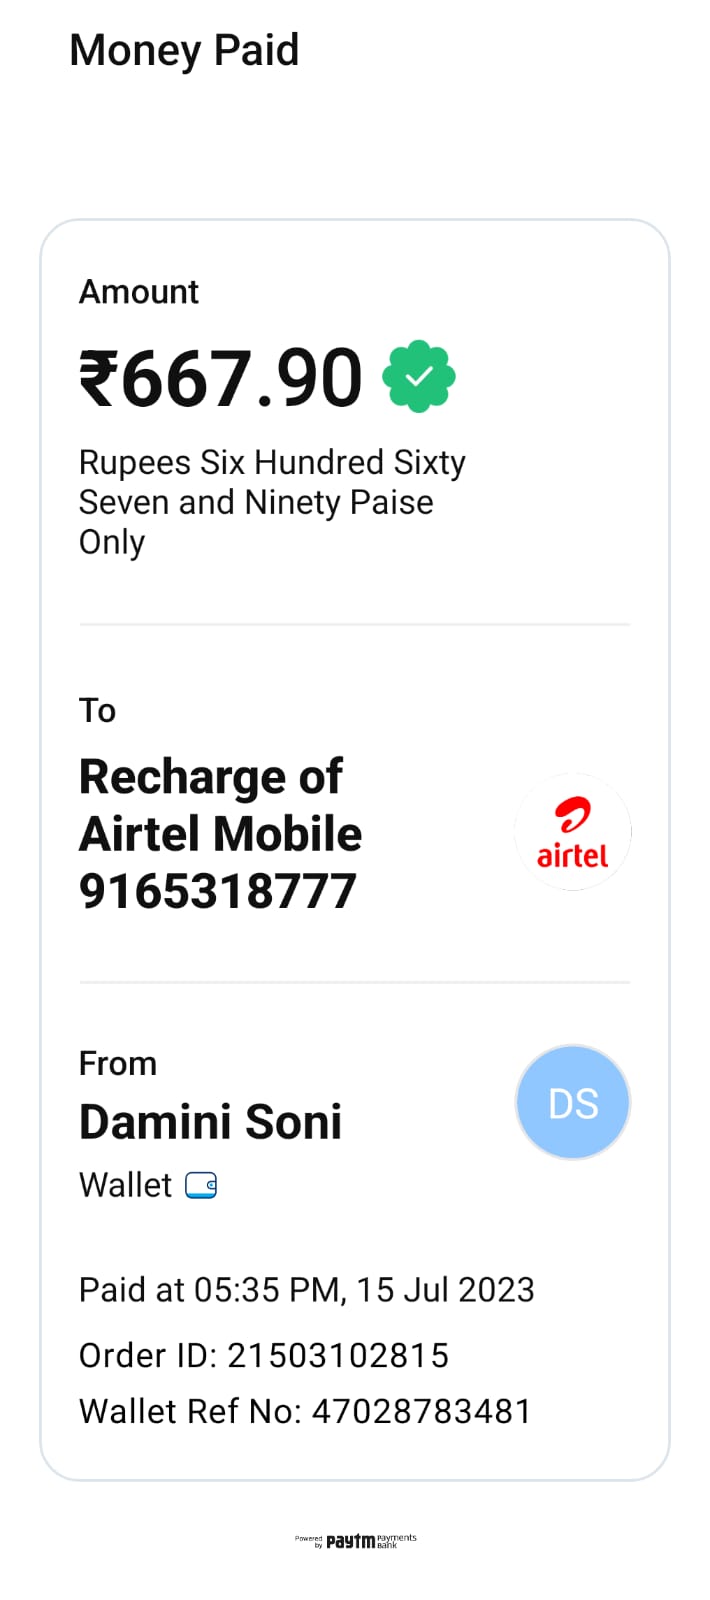 Money Paid
Amount
₹667.90
Rupees Six Hundred Sixty
Seven and Ninety Paise
Only
To
Recharge of
Airtel Mobile
9165318777
airtel
From
Damini Soni
DS
Wallet
Paid at 05:35 PM, 15 Jul 2023
Order ID: 21503102815
Wallet Ref No: 47028783481
Powered by paytm Payments Bank